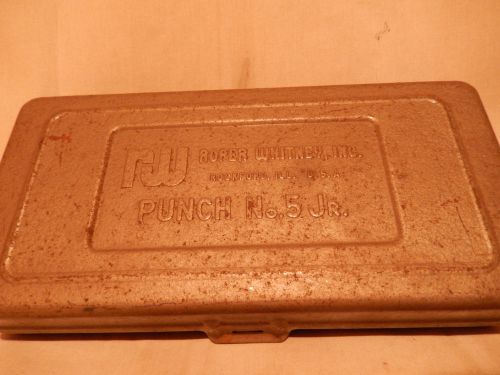 RW
ROPER WHITNEY, INC.
ROCKFORD, ILL. U.S.A.
PUNCH No. 5 Jr.